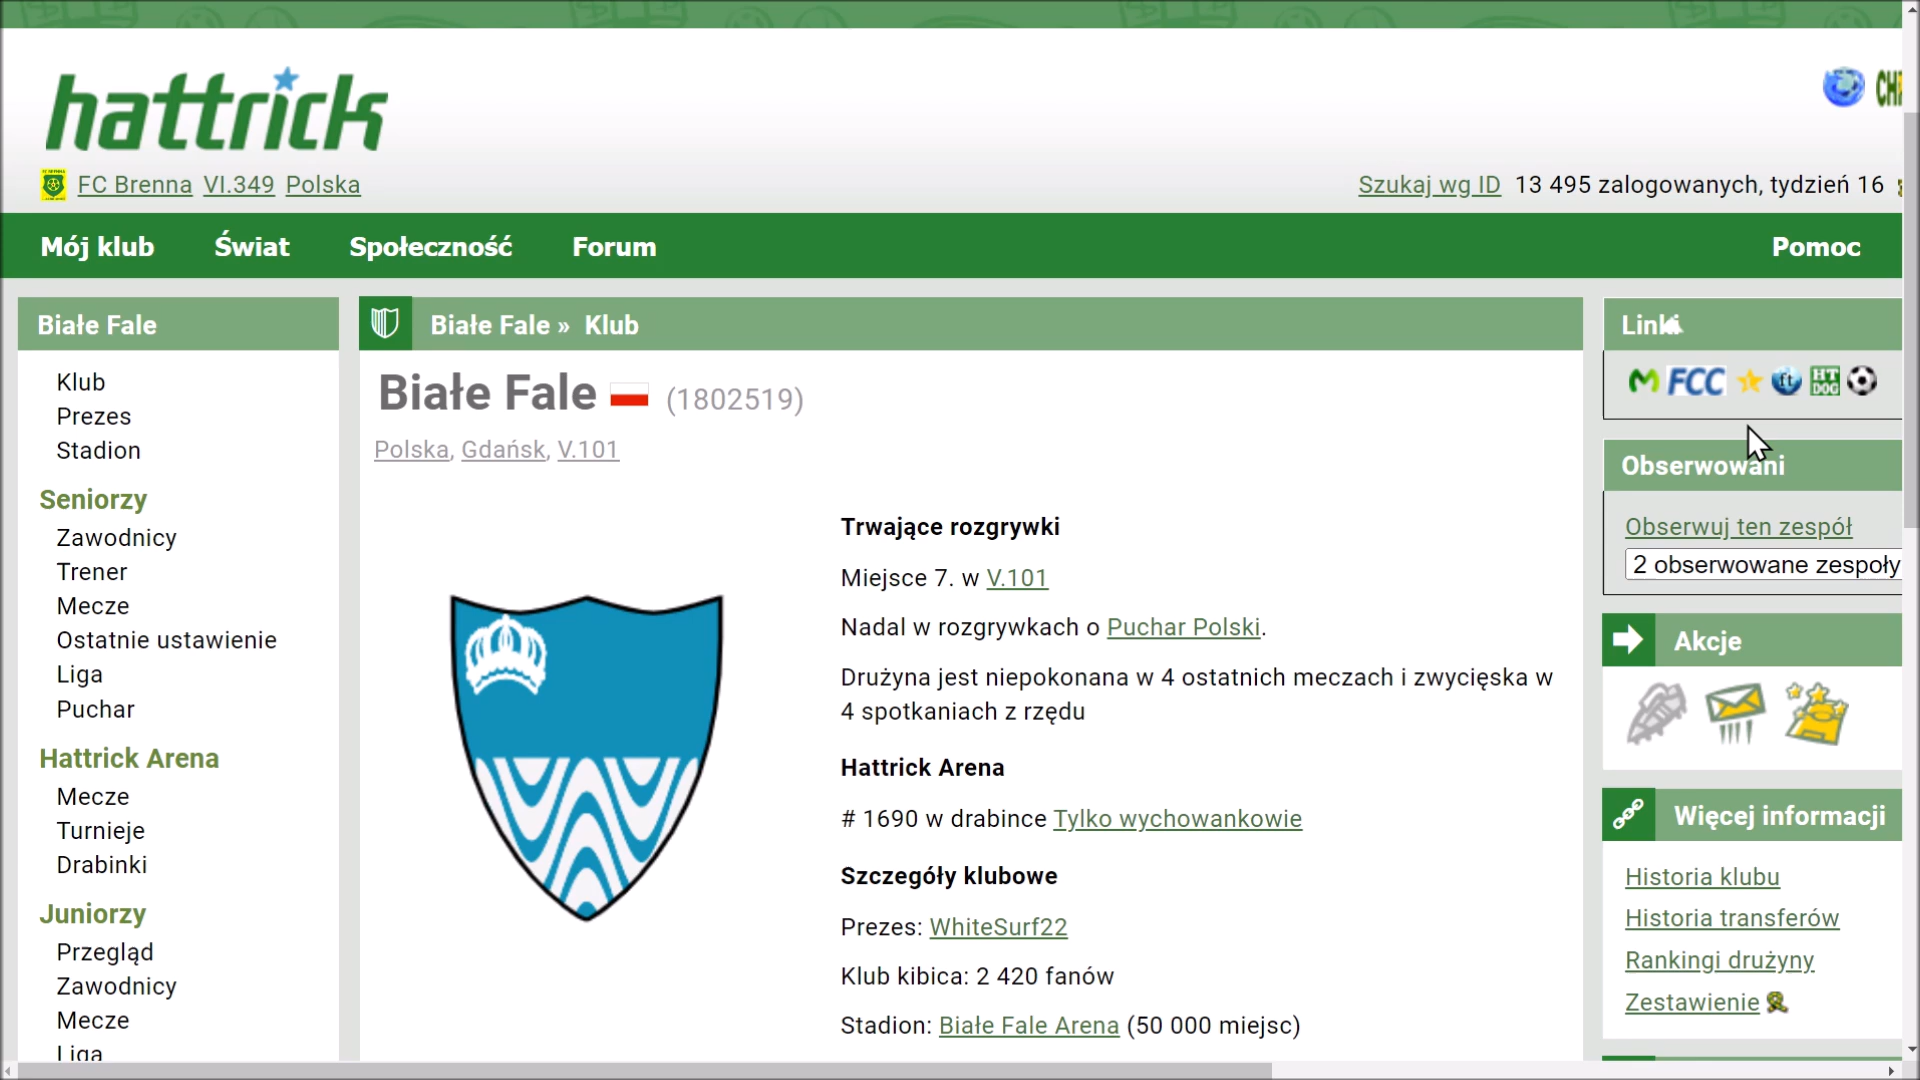 hattrick
CH
FC Brenna VI.349 Polska
Szukaj wg ID 13 495 zalogowanych, tydzień 16
Mój klub Świat Społeczność Forum Pomoc
Białe Fale
Klub
Prezes
Stadion
Seniorzy
Zawodnicy
Trener
Mecze
Ostatnie ustawienie
Liga
Puchar
Hattrick Arena
Mecze
Turnieje
Drabinki
Juniorzy
Przegląd
Zawodnicy
Mecze
Liga
Białe Fale » Klub
Białe Fale (1802519)
Polska, Gdańsk, V.101
Trwające rozgrywki
Miejsce 7. w V.101
Nadal w rozgrywkach o Puchar Polski.
Drużyna jest niepokonana w 4 ostatnich meczach i zwycięska w
4 spotkaniach z rzędu
Hattrick Arena
# 1690 w drabince Tylko wychowankowie
Szczegóły klubowe
Prezes: WhiteSurf22
Klub kibica: 2 420 fanów
Stadion: Białe Fale Arena (50 000 miejsc)
Linki
FCC ft HT DOG
Obserwowani
Obserwuj ten zespół
2 obserwowane zespoły
Akcje
Więcej informacji
Historia klubu
Historia transferów
Rankingi drużyny
Zestawienie